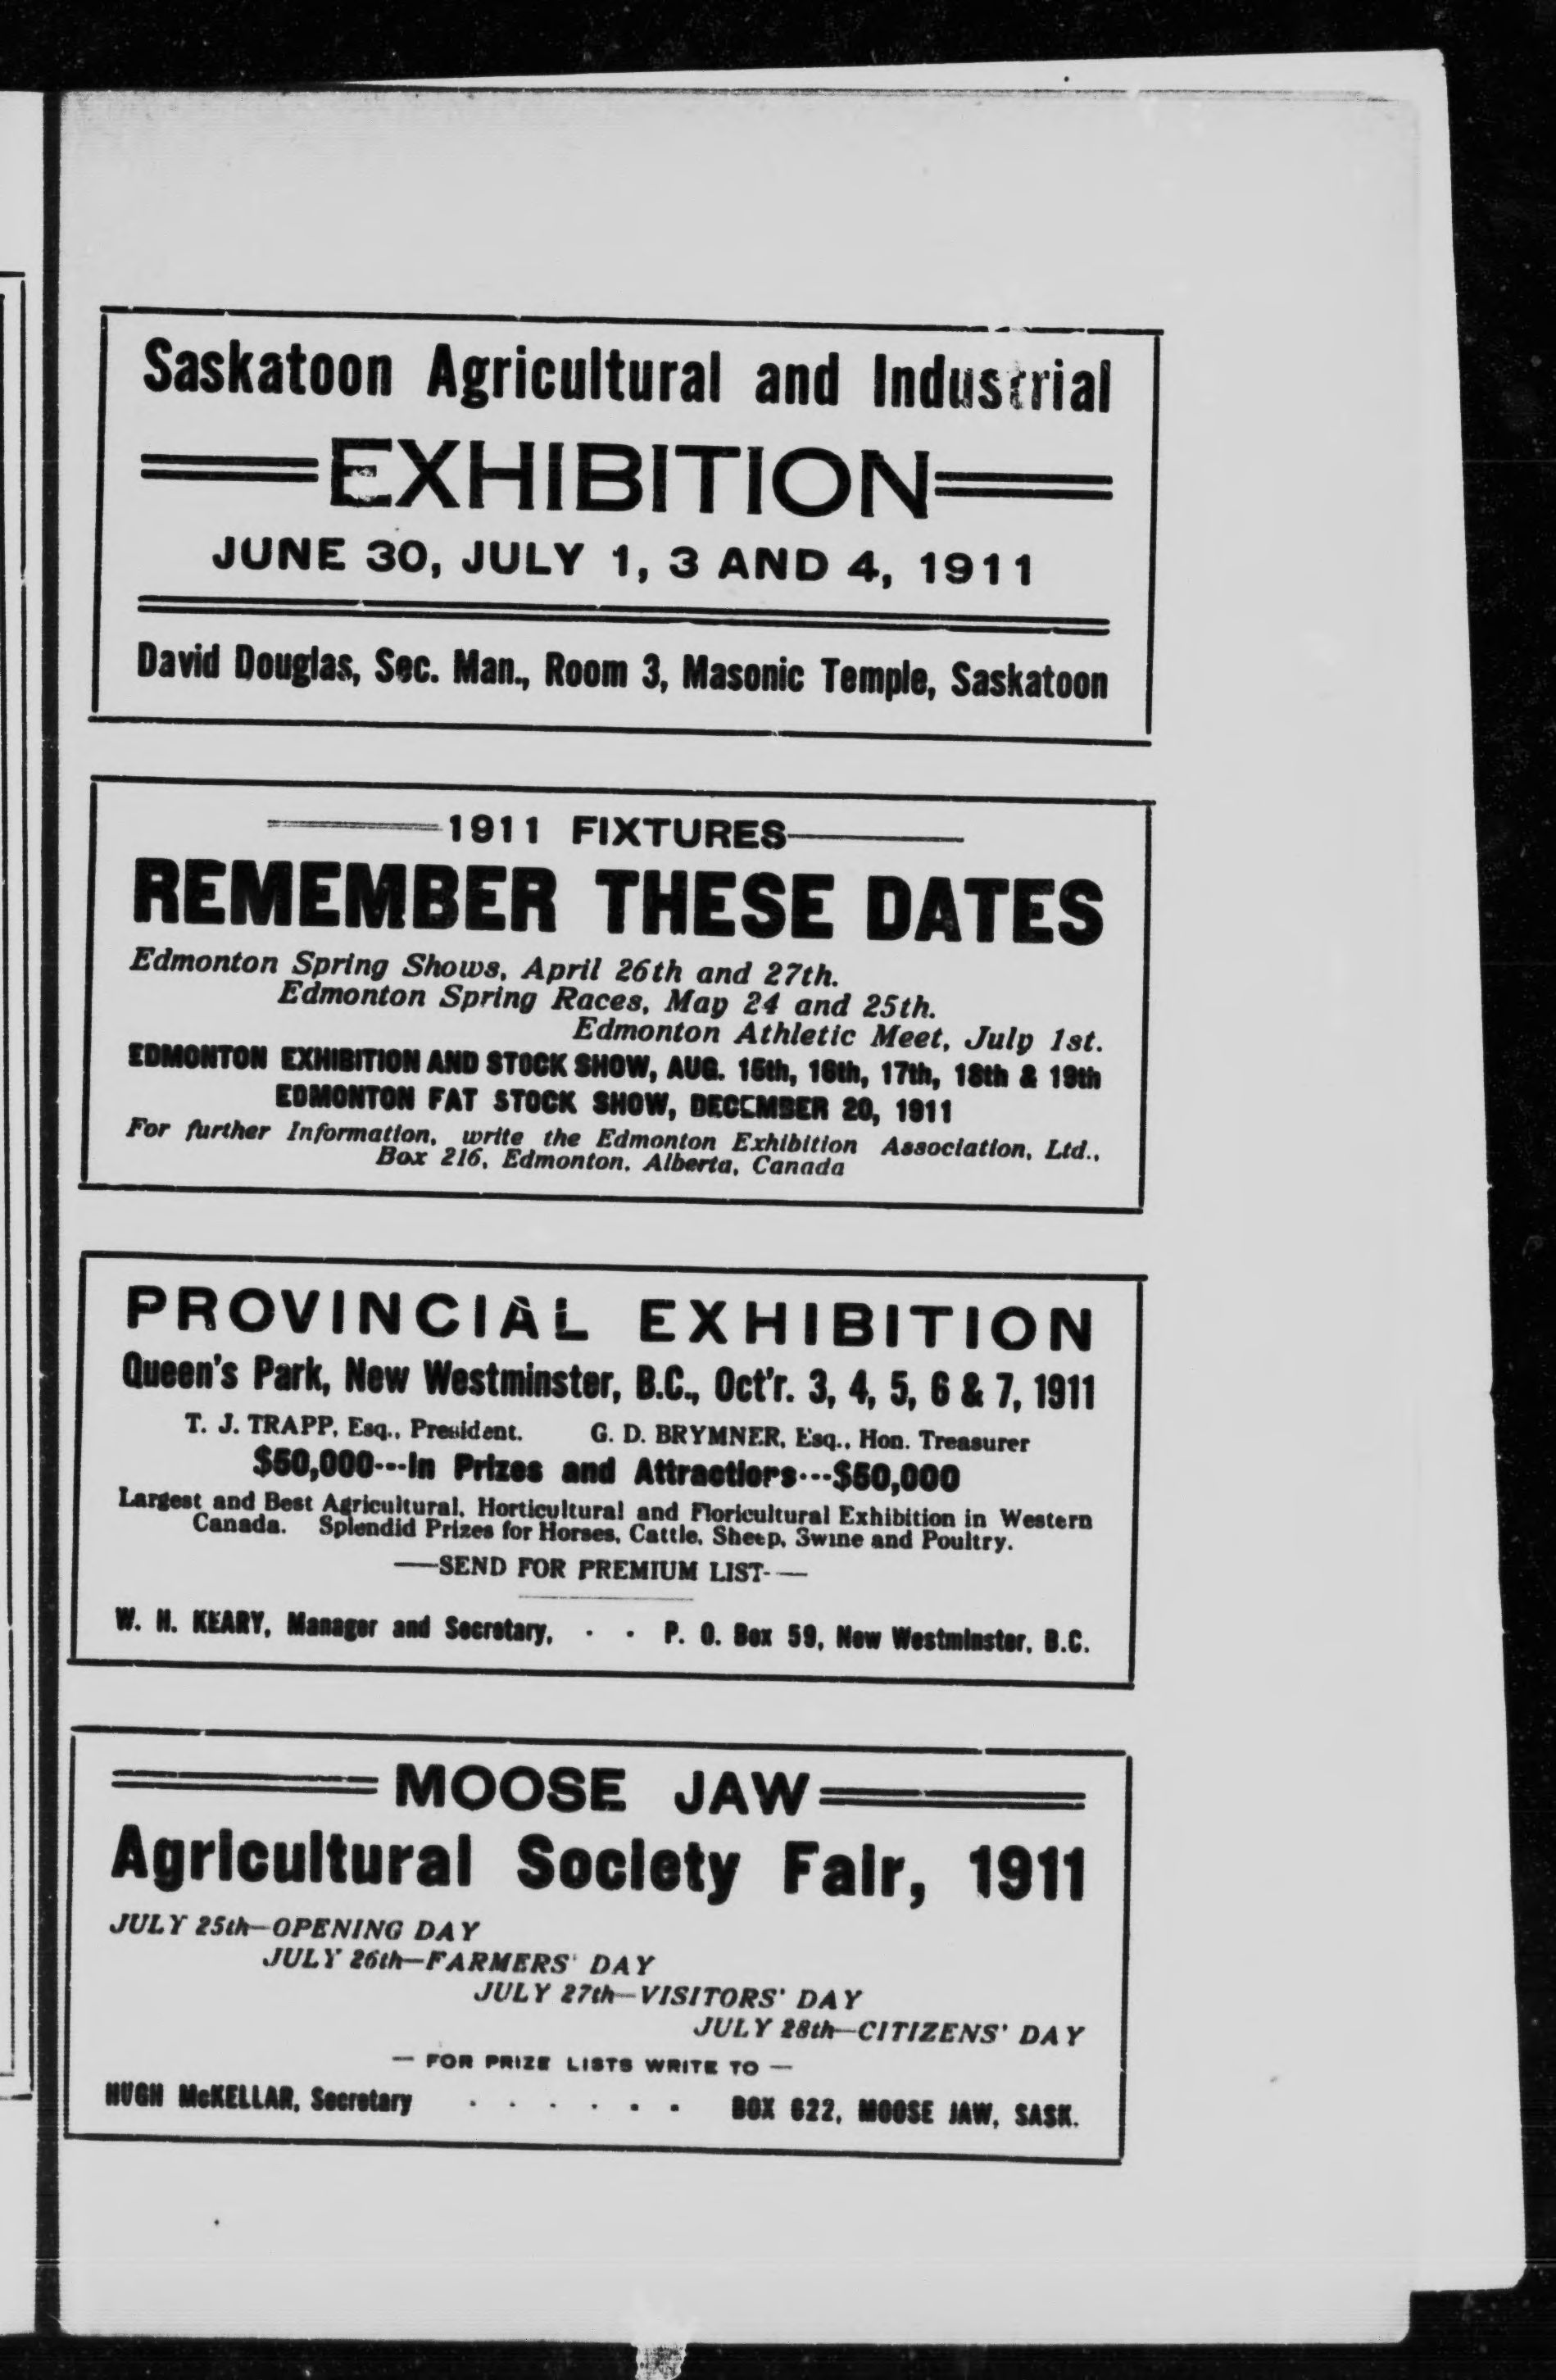 Saskatoon Agricultural and Industrial
EXHIBITION
JUNE 30, JULY 1, 3 AND 4, 1911
David Douglas, Sec. Man., Room 3, Masonic Temple, Saskatoon
1911 FIXTURES
REMEMBER THESE DATES
Edmonton Spring Shows, April 26th and 27th.
Edmonton Spring Races, May 24 and 25th.
Edmonton Athletic Meet, July 1st.
EDMONTON EXHIBITION AND STOCK SHOW, AUG. 15th, 16th, 17th, 18th & 19th
EDMONTON FAT STOCK SHOW, DECEMBER 20, 1911
For further Information, write the Edmonton Exhibition Association, Ltd.,
Box 216, Edmonton, Alberta, Canada
PROVINCIAL EXHIBITION
Queen's Park, New Westminster, B.C., Oct'r. 3, 4, 5, 6 & 7, 1911
T. J. TRAPP, Esq., President. G. D. BRYMNER, Esq., Hon. Treasurer
$50,000---In Prizes and Attractiors---$50,000
Largest and Best Agricultural, Horticultural and Floricultural Exhibition in Western
Canada. Splendid Prizes for Horses, Cattle, Sheep, Swine and Poultry.
—SEND FOR PREMIUM LIST-—
W. H. KEARY, Manager and Secretary, - - P. O. Box 59, New Westminster, B.C.
MOOSE JAW
Agricultural Society Fair, 1911
JULY 25th—OPENING DAY
JULY 26th—FARMERS' DAY
JULY 27th—VISITORS' DAY
JULY 28th—CITIZENS' DAY
— FOR PRIZE LISTS WRITE TO —
HUGH McKELLAR, Secretary - - - - - - BOX 622, MOOSE JAW, SASK.